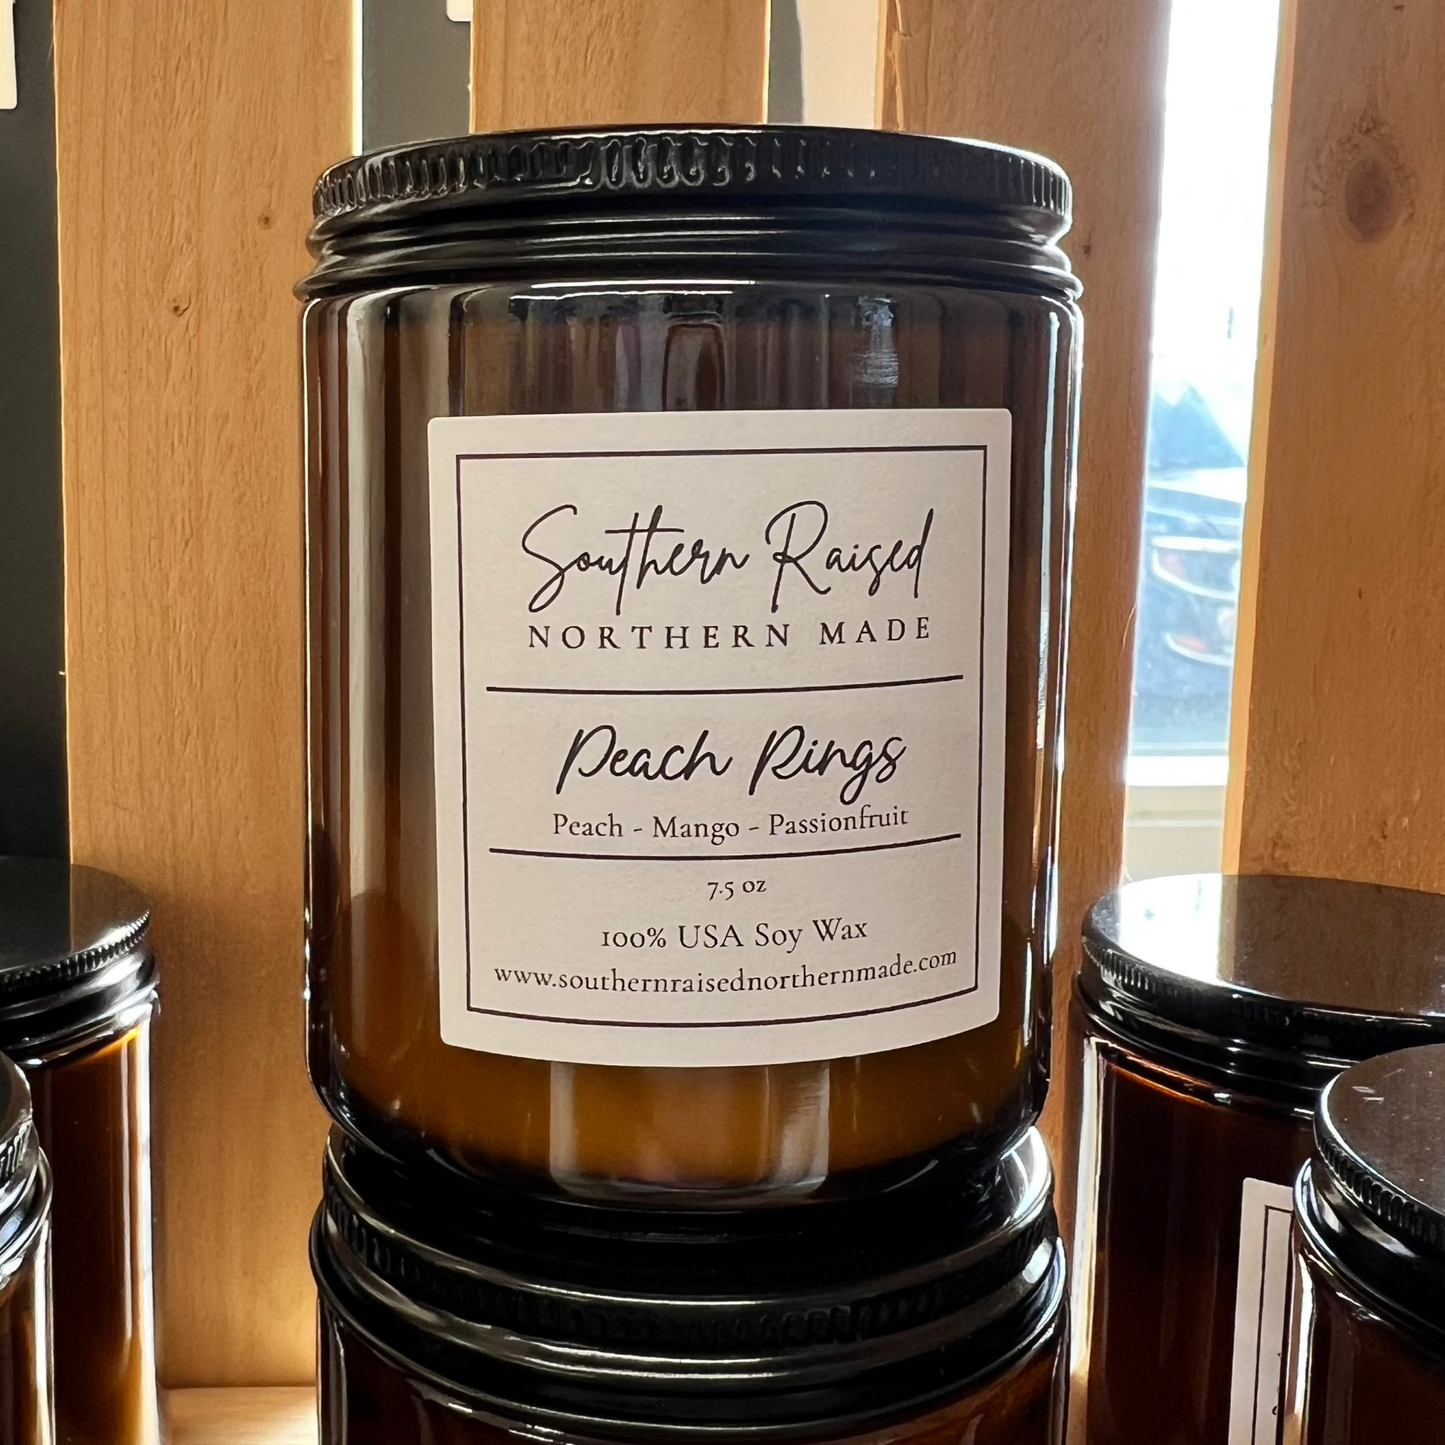 Southern Raised
NORTHERN MADE
Peach Rings
Peach - Mango - Passionfruit
7.5 oz
100% USA Soy Wax
www.southernraisednorthernmade.com